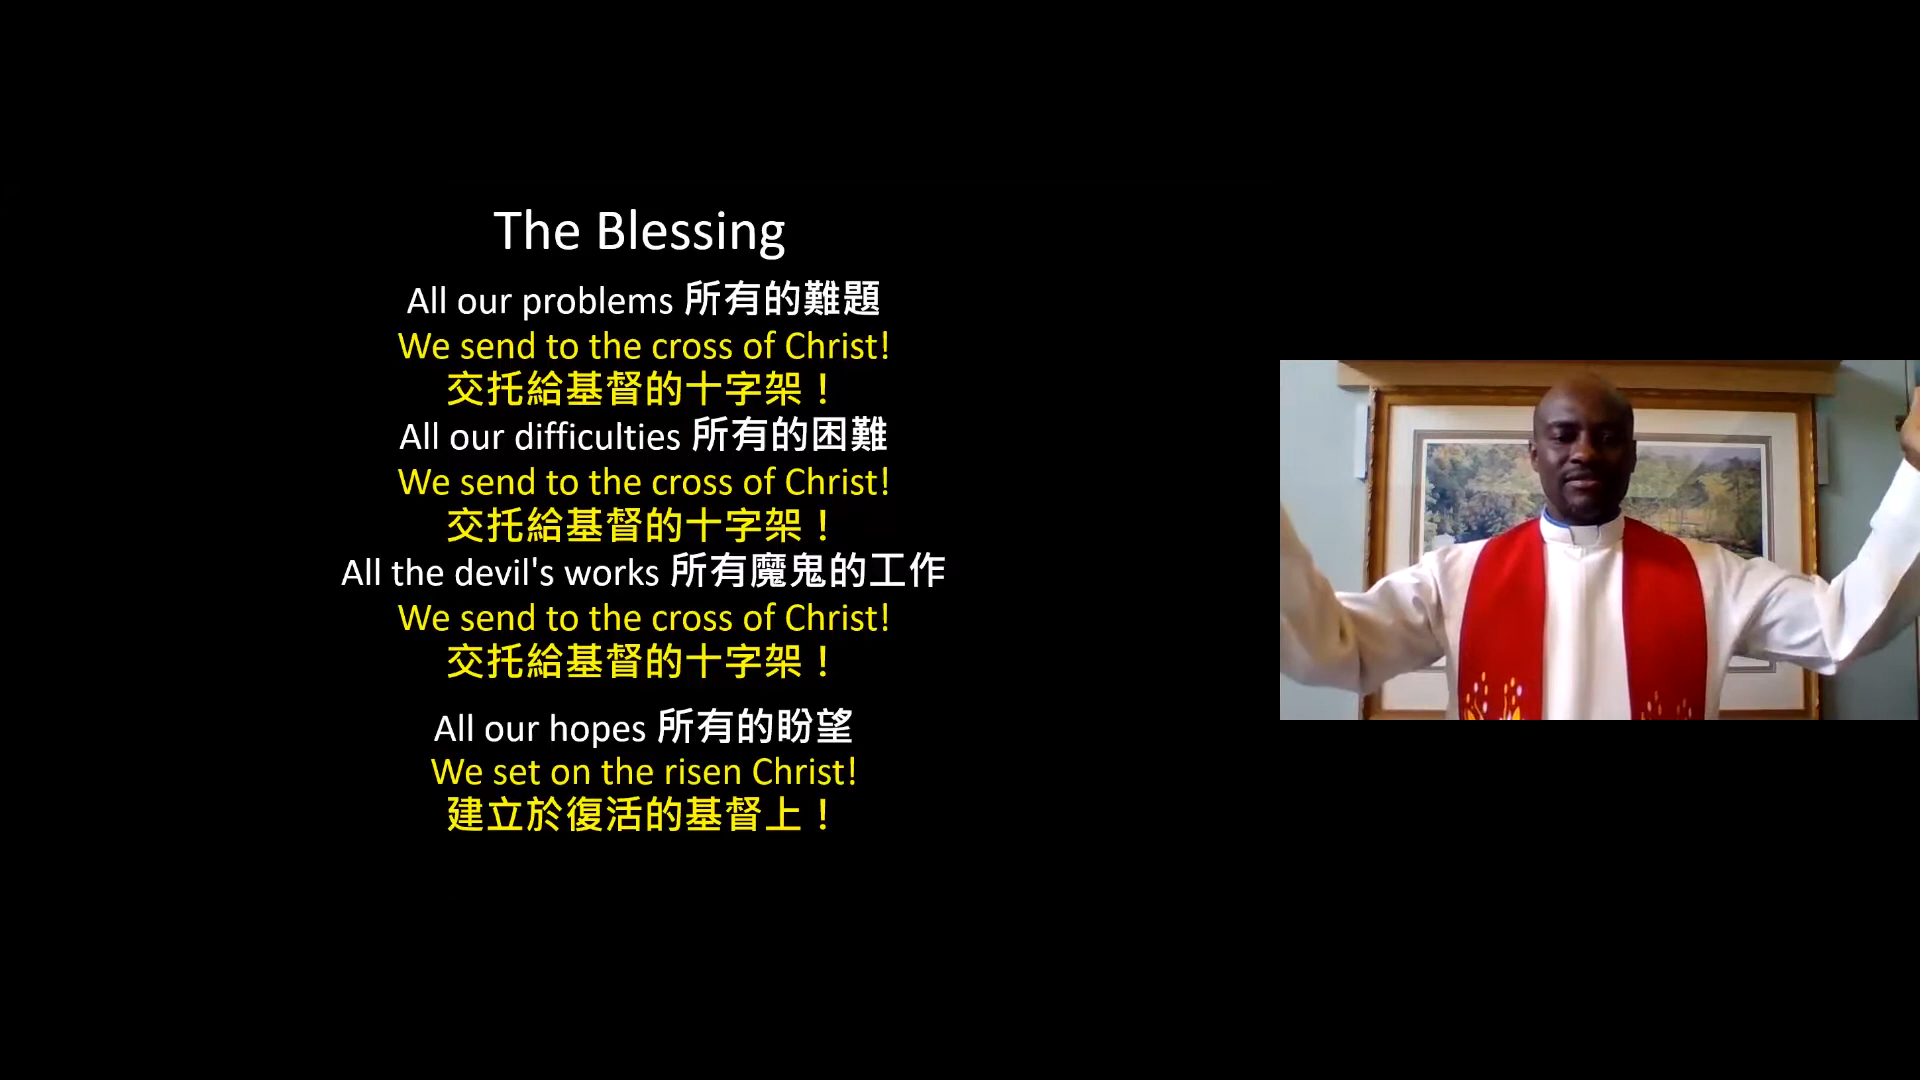 The Blessing
All our problems 所有的難題
We send to the cross of Christ!
交托給基督的十字架！
All our difficulties 所有的困難
We send to the cross of Christ!
交托給基督的十字架！
All the devil's works 所有魔鬼的工作
We send to the cross of Christ!
交托給基督的十字架！
All our hopes 所有的盼望
We set on the risen Christ!
建立於復活的基督上！